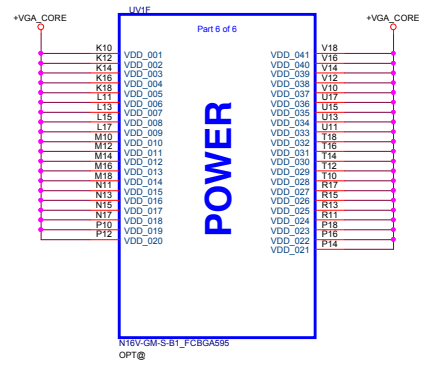 +VGA_CORE
UV1F
+VGA_CORE
Part 6 of 6
K10 VDD_001
K12 VDD_002
K14 VDD_003
K16 VDD_004
K18 VDD_005
L11 VDD_006
L13 VDD_007
L15 VDD_008
L17 VDD_009
M10 VDD_010
M12 VDD_011
M14 VDD_012
M16 VDD_013
M18 VDD_014
N11 VDD_015
N13 VDD_016
N15 VDD_017
N17 VDD_018
P10 VDD_019
P12 VDD_020
POWER
VDD_041 V18
VDD_040 V16
VDD_039 V14
VDD_038 V12
VDD_037 V10
VDD_036 U17
VDD_035 U15
VDD_034 U13
VDD_033 U11
VDD_032 T18
VDD_031 T16
VDD_030 T14
VDD_029 T12
VDD_028 T10
VDD_027 R17
VDD_026 R15
VDD_025 R13
VDD_024 R11
VDD_023 P18
VDD_022 P16
VDD_021 P14
N16V-GM-S-B1_FCBGA595
OPT@